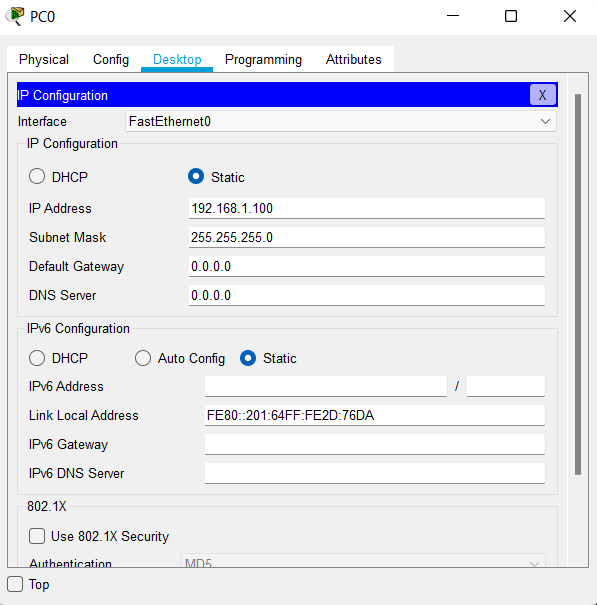 PC0
Physical Config Desktop Programming Attributes
IP Configuration X
Interface FastEthernet0
IP Configuration
DHCP Static
IP Address 192.168.1.100
Subnet Mask 255.255.255.0
Default Gateway 0.0.0.0
DNS Server 0.0.0.0
IPv6 Configuration
DHCP Auto Config Static
IPv6 Address /
Link Local Address FE80::201:64FF:FE2D:76DA
IPv6 Gateway
IPv6 DNS Server
802.1X
Use 802.1X Security
Authentication MD5
Top